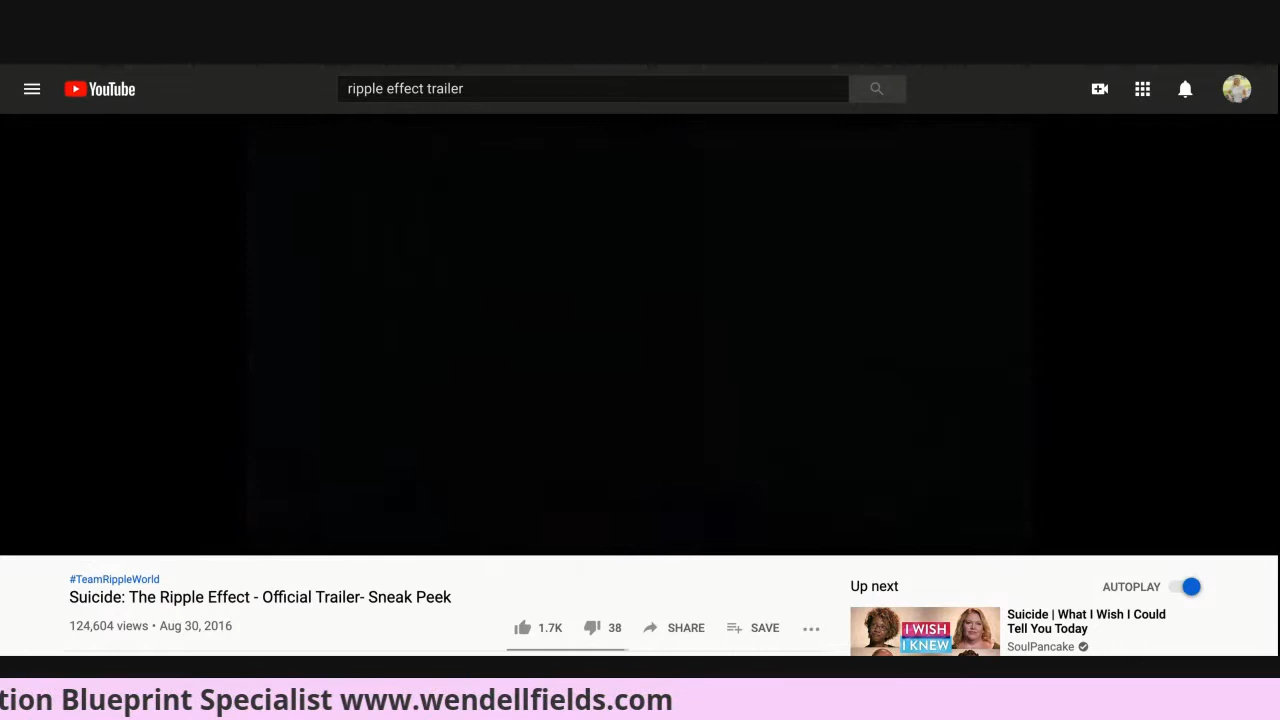 YouTube
ripple effect trailer
#TeamRippleWorld
Suicide: The Ripple Effect - Official Trailer- Sneak Peek
124,604 views • Aug 30, 2016
1.7K
38
SHARE
SAVE
Up next
AUTOPLAY
I WISH
I KNEW
Suicide | What I Wish I Could
Tell You Today
SoulPancake
tion Blueprint Specialist www.wendellfields.com